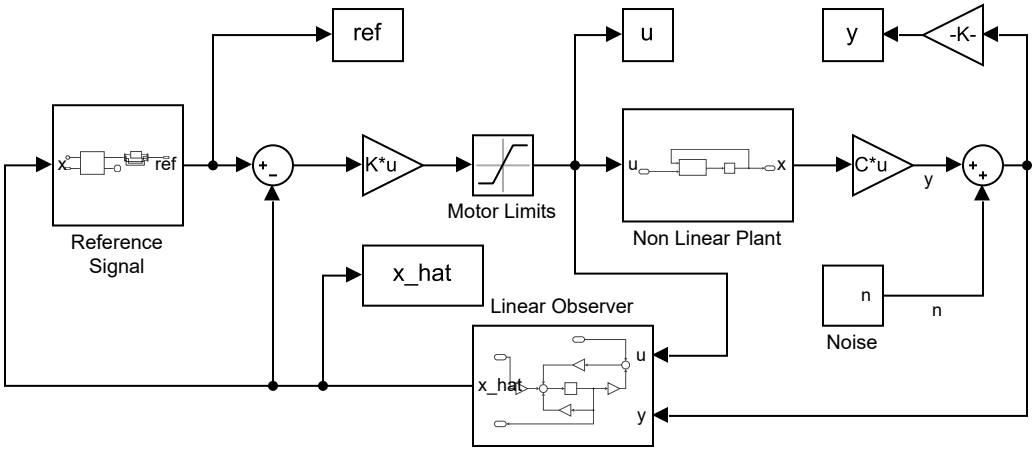 ref
u
y
-K-
x
ref
+
−
K*u
u
x
C*u
y
+
+
Motor Limits
Reference
Signal
Non Linear Plant
x_hat
n
n
Linear Observer
Noise
u
x_hat
y